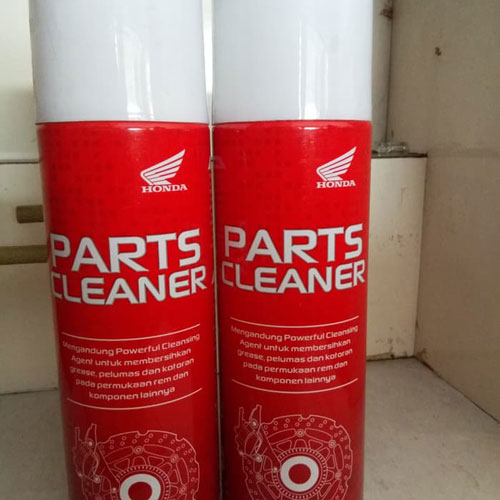 HONDA
PARTS
CLEANER
Mengandung Powerful Cleansing
Agent untuk membersihkan
grease, pelumas dan kotoran
pada permukaan rem dan
komponen lainnya
HONDA
PARTS
CLEANER
Mengandung Powerful Cleansing
Agent untuk membersihkan
grease, pelumas dan kotoran
pada permukaan rem dan
komponen lainnya